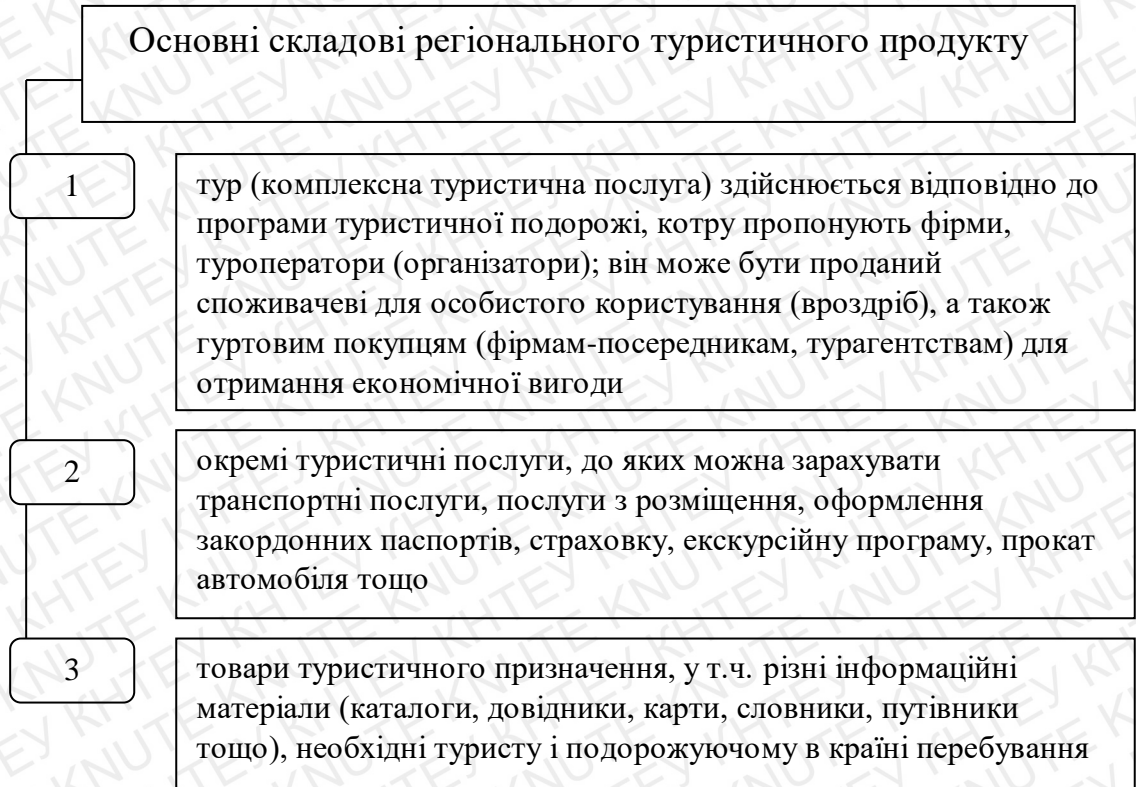 Основні складові регіонального туристичного продукту
1
тур (комплексна туристична послуга) здійснюється відповідно до
програми туристичної подорожі, котру пропонують фірми,
туроператори (організатори); він може бути проданий
споживачеві для особистого користування (вроздріб), а також
гуртовим покупцям (фірмам-посередникам, турагентствам) для
отримання економічної вигоди
2
окремі туристичні послуги, до яких можна зарахувати
транспортні послуги, послуги з розміщення, оформлення
закордонних паспортів, страховку, екскурсійну програму, прокат
автомобіля тощо
3
товари туристичного призначення, у т.ч. різні інформаційні
матеріали (каталоги, довідники, карти, словники, путівники
тощо), необхідні туристу і подорожуючому в країні перебування